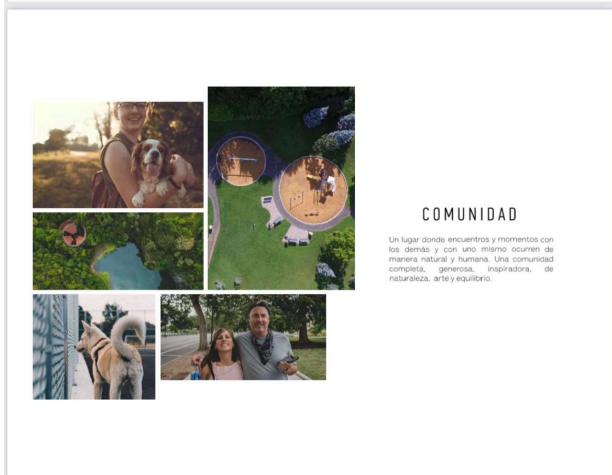 COMUNIDAD
Un lugar donde encuentros y momentos con
los demás y con uno mismo ocurren de
manera natural y humana. Una comunidad
completa, generosa, inspiradora, de
naturaleza, arte y equilibrio.